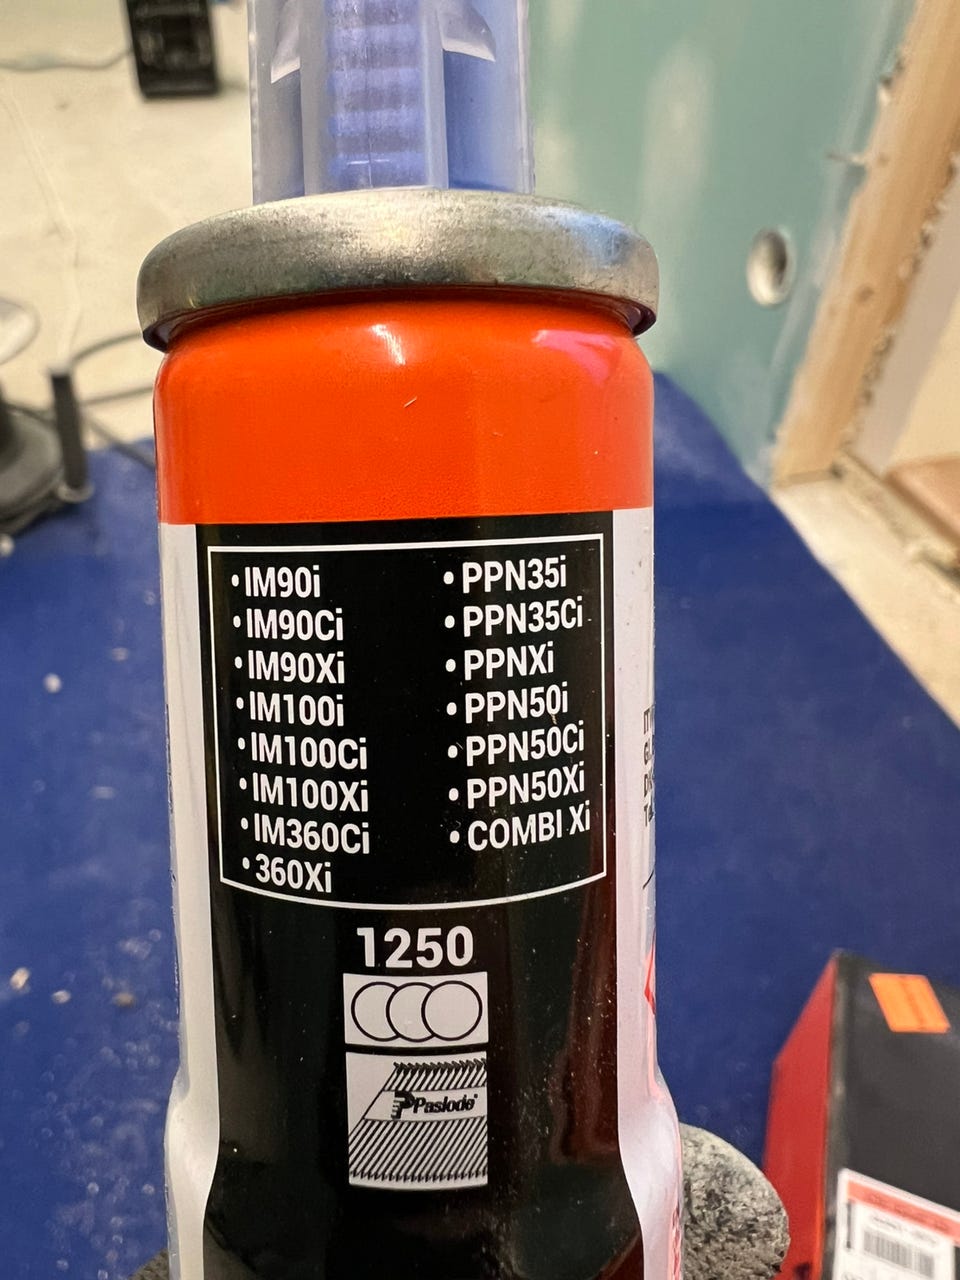 •IM90i
•IM90Ci
•IM90Xi
•IM100i
•IM100Ci
•IM100Xi
•IM360Ci
•360Xi
•PPN35i
•PPN35Ci
•PPNXi
•PPN50i
•PPN50Ci
•PPN50Xi
•COMBI Xi
1250
Paslode